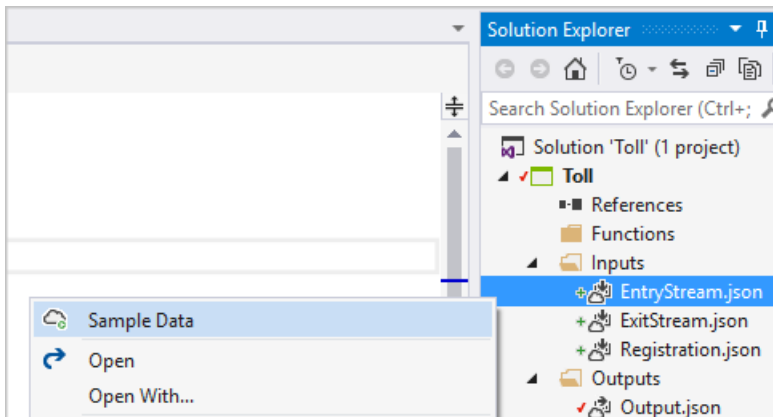 Solution Explorer
Search Solution Explorer (Ctrl+;
Solution 'Toll' (1 project)
Toll
References
Functions
Inputs
EntryStream.json
ExitStream.json
Registration.json
Outputs
Output.json
Sample Data
Open
Open With...